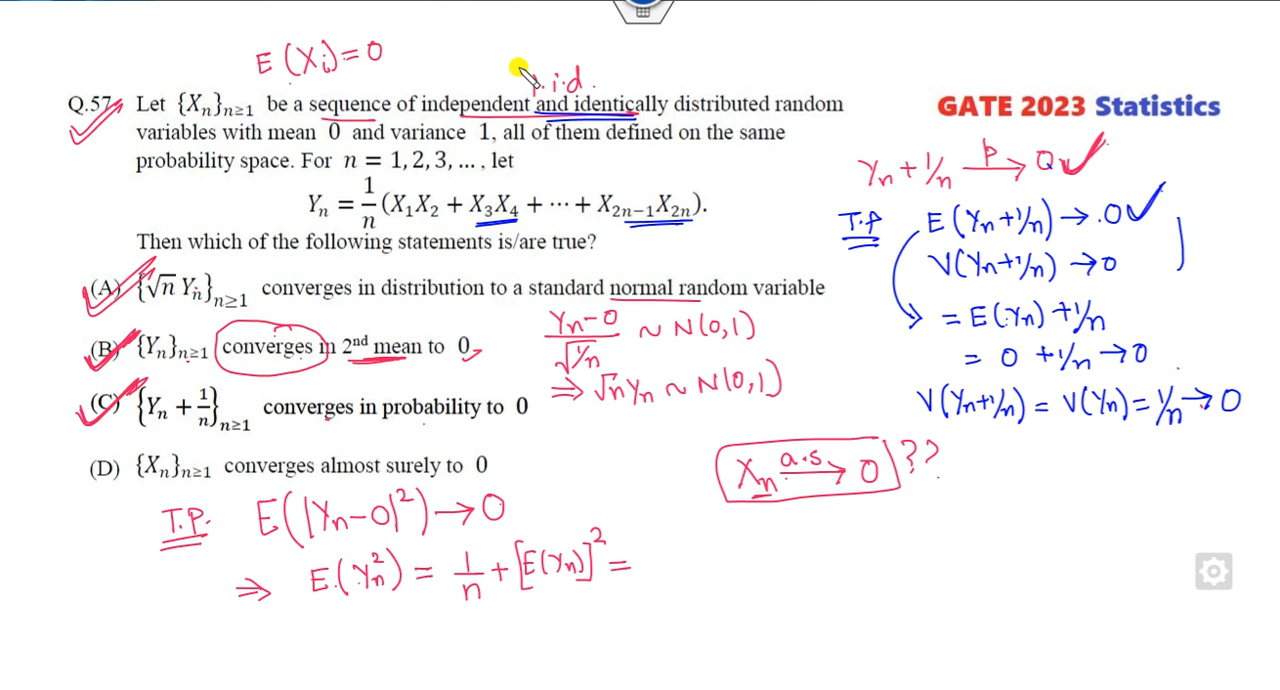 E(Xᵢ)=0
i.i.d.
Q.57 Let {Xₙ}ₙ≥₁ be a sequence of independent and identically distributed random
variables with mean 0 and variance 1, all of them defined on the same
probability space. For n = 1, 2, 3, … , let
Yₙ = 1/n (X₁X₂ + X₃X₄ + ⋯ + X₂ₙ₋₁X₂ₙ).
Then which of the following statements is/are true?
(A) {√n Yₙ}ₙ≥₁ converges in distribution to a standard normal random variable
(B) {Yₙ}ₙ≥₁ converges in 2nd mean to 0
(C) {Yₙ + 1/n}ₙ≥₁ converges in probability to 0
(D) {Xₙ}ₙ≥₁ converges almost surely to 0
T.P. E(|Yₙ-0|²) → 0
⇒ E(Yₙ²) = 1/n + [E(Yₙ)]² =
(Yₙ-0)/√(1/n) ~ N(0,1)
⇒ √n Yₙ ~ N(0,1)
GATE 2023 Statistics
Yₙ + 1/n →ᵖ 0
T.P E(Yₙ+1/n) → 0
V(Yₙ+1/n) → 0
= E(Yₙ) + 1/n
= 0 + 1/n → 0
V(Yₙ+1/n) = V(Yₙ) = 1/n → 0
Xₙ –a.s→ 0 ??